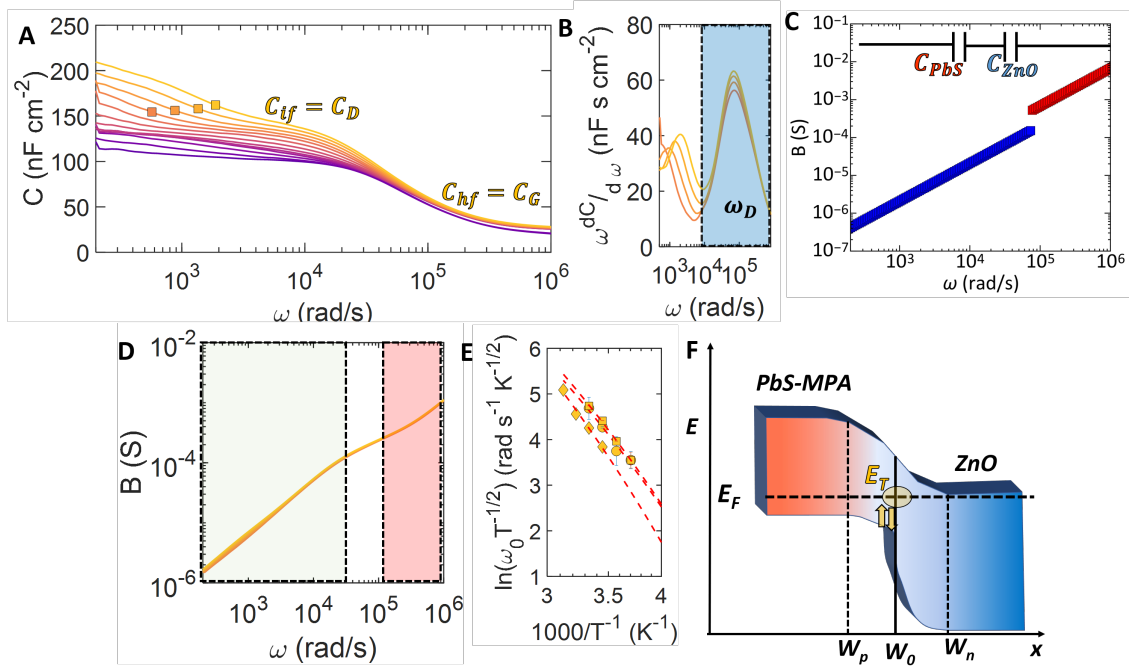 A
250
200
150
100
50
0
C (nF cm⁻²)
C_if = C_D
C_hf = C_G
10³ 10⁴ 10⁵ 10⁶
ω (rad/s)
B
80
60
40
20
0
ω dC/d ω (nF s cm⁻²)
ω_D
10³ 10⁴ 10⁵
ω (rad/s)
C
10⁻¹
10⁻²
10⁻³
10⁻⁴
10⁻⁵
10⁻⁶
10⁻⁷
B (S)
C_PbS C_ZnO
10³ 10⁴ 10⁵ 10⁶
ω (rad/s)
D
10⁻²
10⁻⁴
10⁻⁶
B (S)
10³ 10⁴ 10⁵ 10⁶
ω (rad/s)
E
6
5
4
3
2
1
ln(ω₀T⁻¹/²) (rad s⁻¹ K⁻¹/²)
3 3.5 4
1000/T⁻¹ (K⁻¹)
F
PbS-MPA
E
ZnO
E_T
E_F
W_p W_0 W_n x